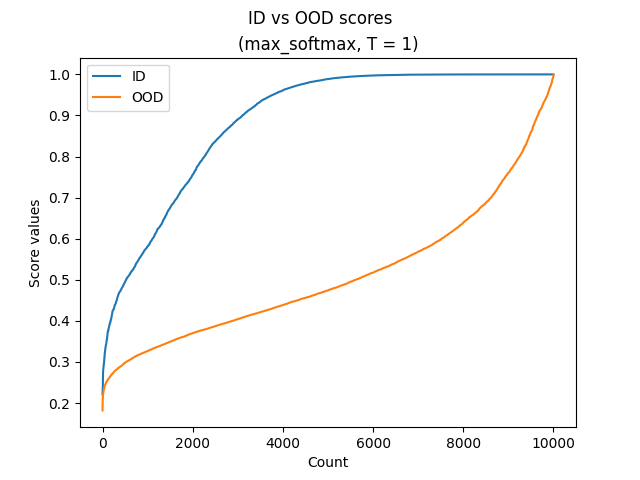 ID vs OOD scores
(max_softmax, T = 1)
ID
OOD
1.0
0.9
0.8
0.7
0.6
0.5
0.4
0.3
0.2
Score values
0 2000 4000 6000 8000 10000
Count